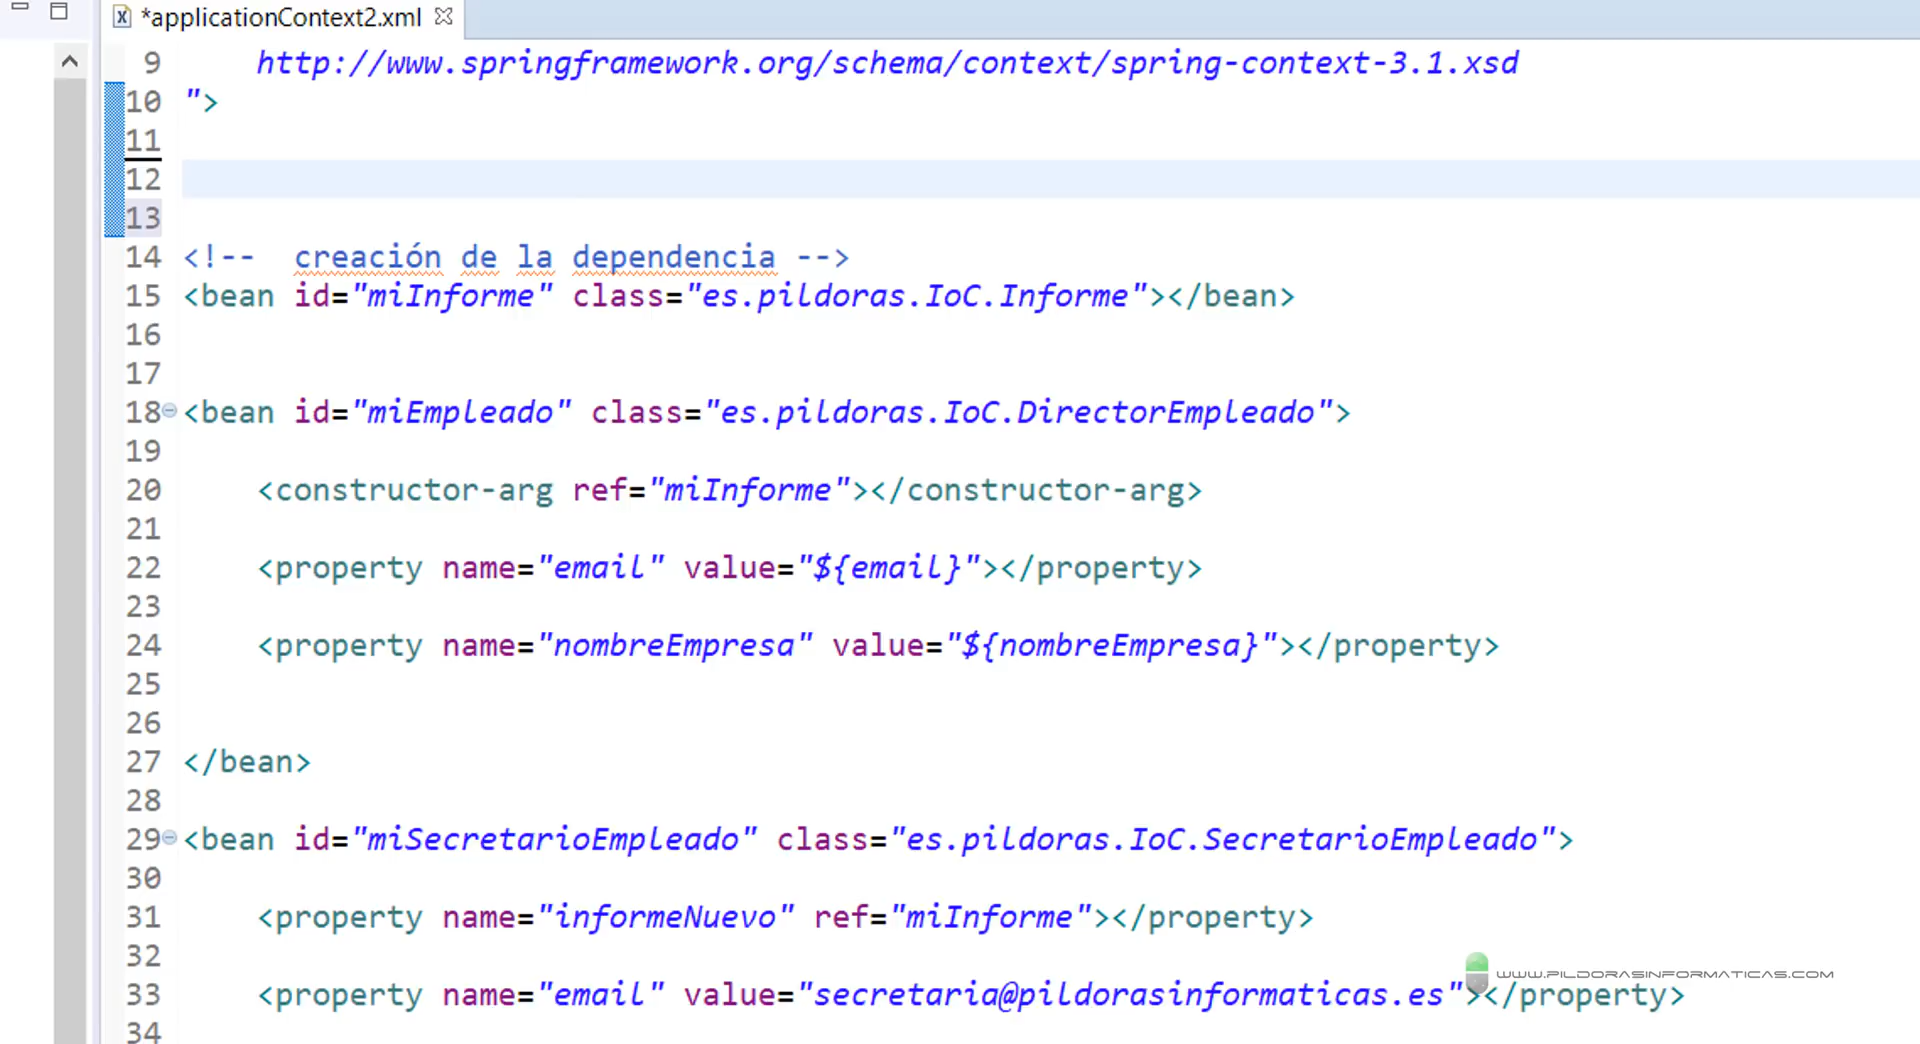 *applicationContext2.xml
9 http://www.springframework.org/schema/context/spring-context-3.1.xsd
10 ">
11
12
13
14 <!--  creación de la dependencia -->
15 <bean id="miInforme" class="es.pildoras.IoC.Informe"></bean>
16
17
18 <bean id="miEmpleado" class="es.pildoras.IoC.DirectorEmpleado">
19
20 <constructor-arg ref="miInforme"></constructor-arg>
21
22 <property name="email" value="${email}"></property>
23
24 <property name="nombreEmpresa" value="${nombreEmpresa}"></property>
25
26
27 </bean>
28
29 <bean id="miSecretarioEmpleado" class="es.pildoras.IoC.SecretarioEmpleado">
30
31 <property name="informeNuevo" ref="miInforme"></property>
32
WWW.PILDORASINFORMATICAS.COM
33 <property name="email" value="secretaria@pildorasinformaticas.es"></property>
34